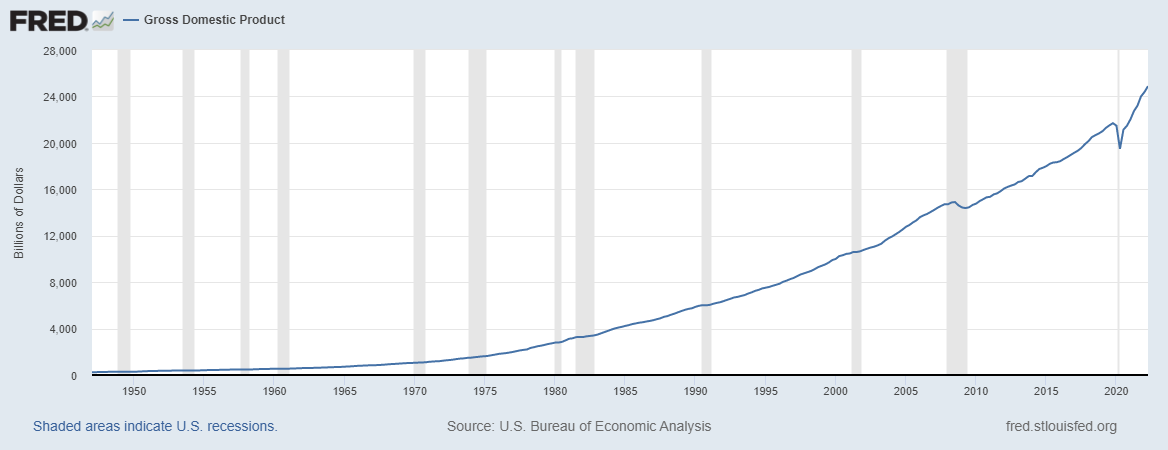 FRED
Gross Domestic Product
28,000
24,000
20,000
16,000
12,000
8,000
4,000
0
Billions of Dollars
1950 1955 1960 1965 1970 1975 1980 1985 1990 1995 2000 2005 2010 2015 2020
Shaded areas indicate U.S. recessions. Source: U.S. Bureau of Economic Analysis fred.stlouisfed.org